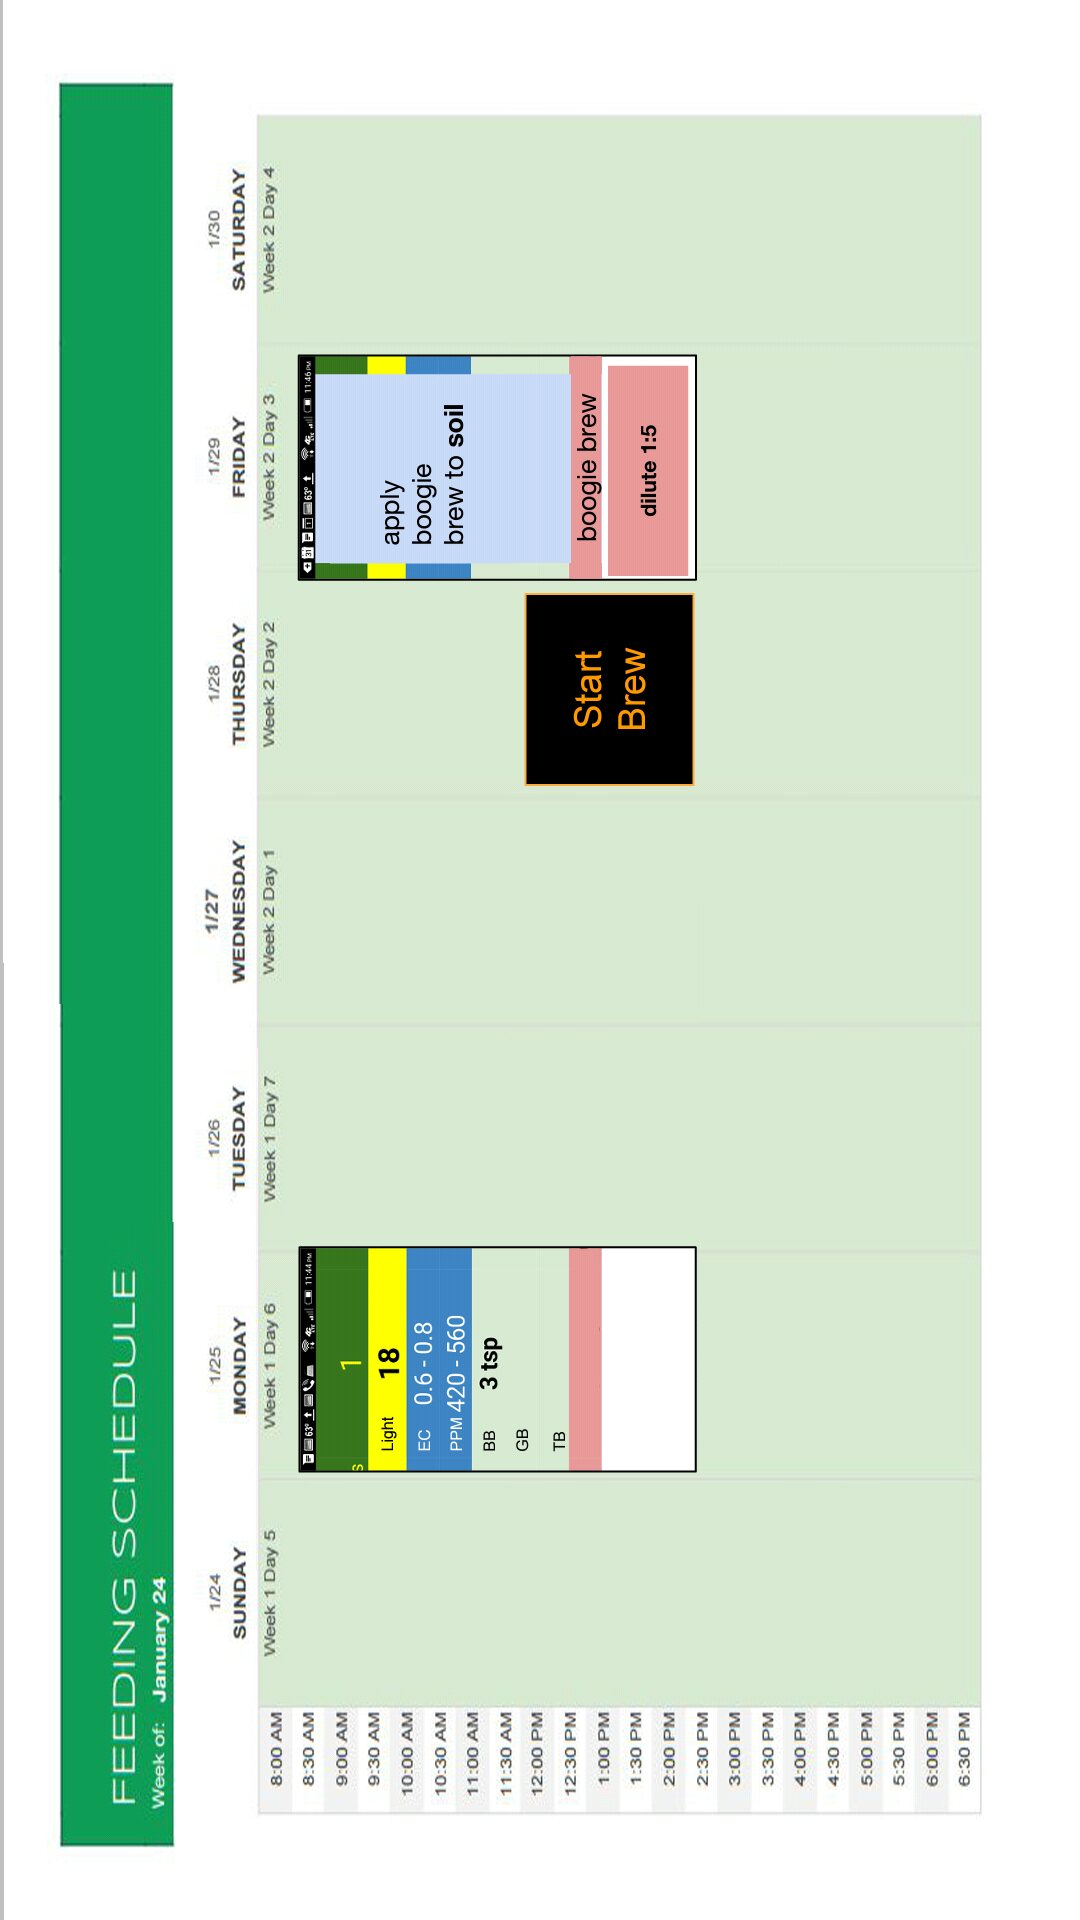 FEEDING SCHEDULE
Week of: January 24
1/24 1/25 1/26 1/27 1/28 1/29 1/30
SUNDAY MONDAY TUESDAY WEDNESDAY THURSDAY FRIDAY SATURDAY
Week 1 Day 5 Week 1 Day 6 Week 1 Day 7 Week 2 Day 1 Week 2 Day 2 Week 2 Day 3 Week 2 Day 4
8:00 AM
8:30 AM
9:00 AM
9:30 AM
10:00 AM
10:30 AM
11:00 AM
11:30 AM
12:00 PM
12:30 PM
1:00 PM
1:30 PM
2:00 PM
2:30 PM
3:00 PM
3:30 PM
4:00 PM
4:30 PM
5:00 PM
5:30 PM
6:00 PM
6:30 PM
63° 11:44 PM
s 1
Light 18
EC 0.6 - 0.8
PPM 420 - 560
BB 3 tsp
GB
TB
Start
Brew
31 63° 11:46 PM
apply
boogie
brew to soil
boogie brew
dilute 1:5